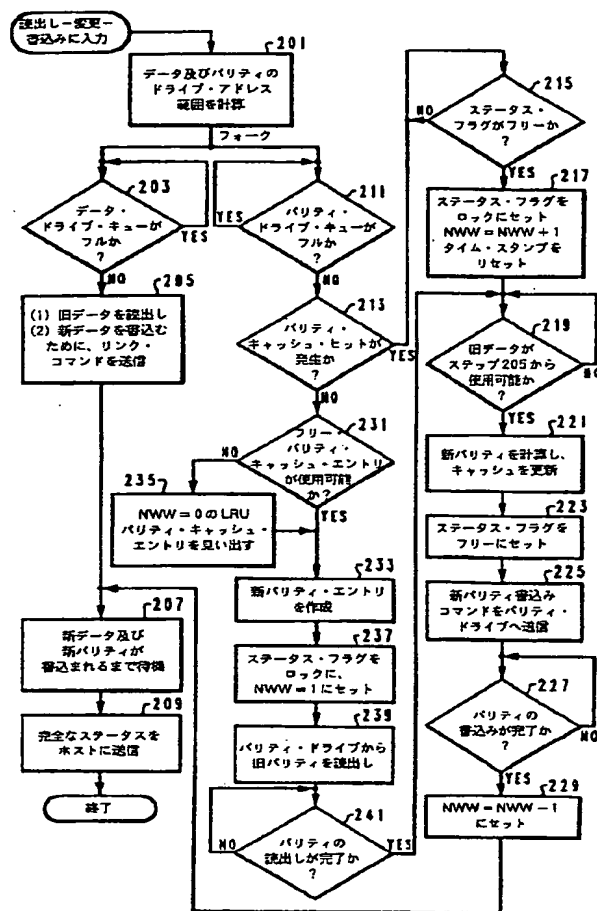 読出し－変更－
書込みに入力
201
データ及びパリティの
ドライブ・アドレス
範囲を計算
フォーク
203
データ・
ドライブ・キューが
フルか
?
YES
NO
205
(1) 旧データを読出し
(2) 新データを書込む
ために、リンク・
コマンドを送信
207
新データ及び
新パリティが
書込まれるまで待機
209
完全なステータスを
ホストに送信
終了
211
パリティ・
ドライブ・キューが
フルか
?
YES
NO
213
パリティ・
キャッシュ・ヒットが
発生か
?
YES
NO
231
フリー・
パリティ・
キャッシュ・エントリ
が使用可能
か?
NO
YES
235
NWW=0のLRU
パリティ・キャッシュ・
エントリを見い出す
233
新パリティ・エントリ
を作成
237
ステータス・フラグを
ロックに、
NWW=1にセット
239
パリティ・ドライブから
旧パリティを読出し
241
パリティの
読出しが完了か
?
NO
YES
215
ステータス・
フラグがフリーか
?
NO
YES
217
ステータス・フラグを
ロックにセット
NWW=NWW+1
タイム・スタンプを
リセット
219
旧データが
ステップ205から
使用可能か
?
NO
YES
221
新パリティを計算し、
キャッシュを更新
223
ステータス・フラグを
フリーにセット
225
新パリティ書込み
コマンドをパリティ・
ドライブへ送信
227
パリティの
書込みが完了か
?
NO
YES
229
NWW=NWW－1
にセット